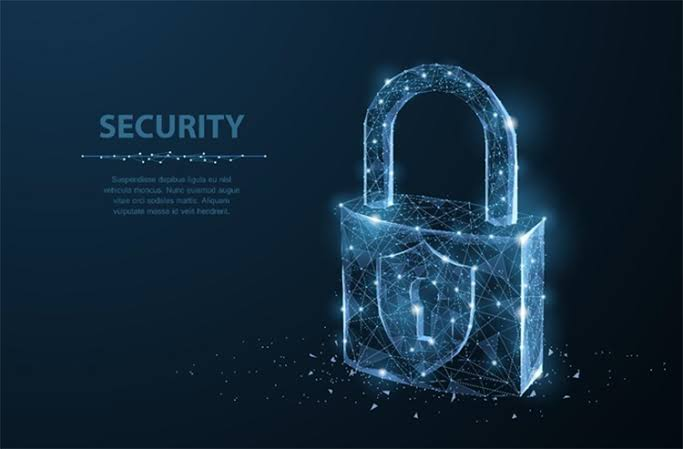 SECURITY
Suspendisse dapibus ligula eu nisl
vehicula rhoncus. Nunc euismod augue
vitae orci sodales mattis. Aliquam
vulputate massa id velit hendrerit.